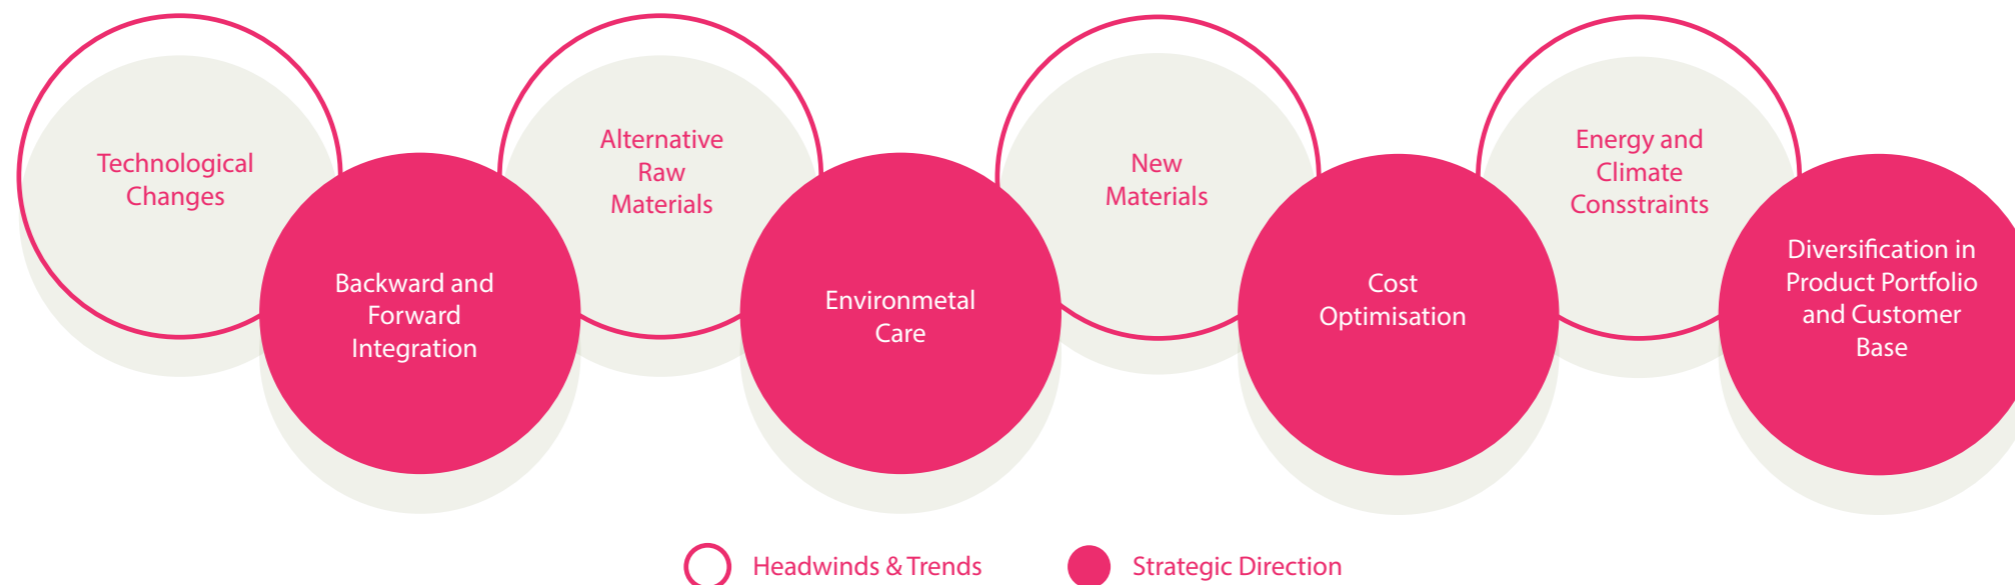 Technological
Changes
Backward and
Forward
Integration
Alternative
Raw
Materials
Environmetal
Care
New
Materials
Cost
Optimisation
Energy and
Climate
Consstraints
Diversification in
Product Portfolio
and Customer
Base
Headwinds & Trends
Strategic Direction